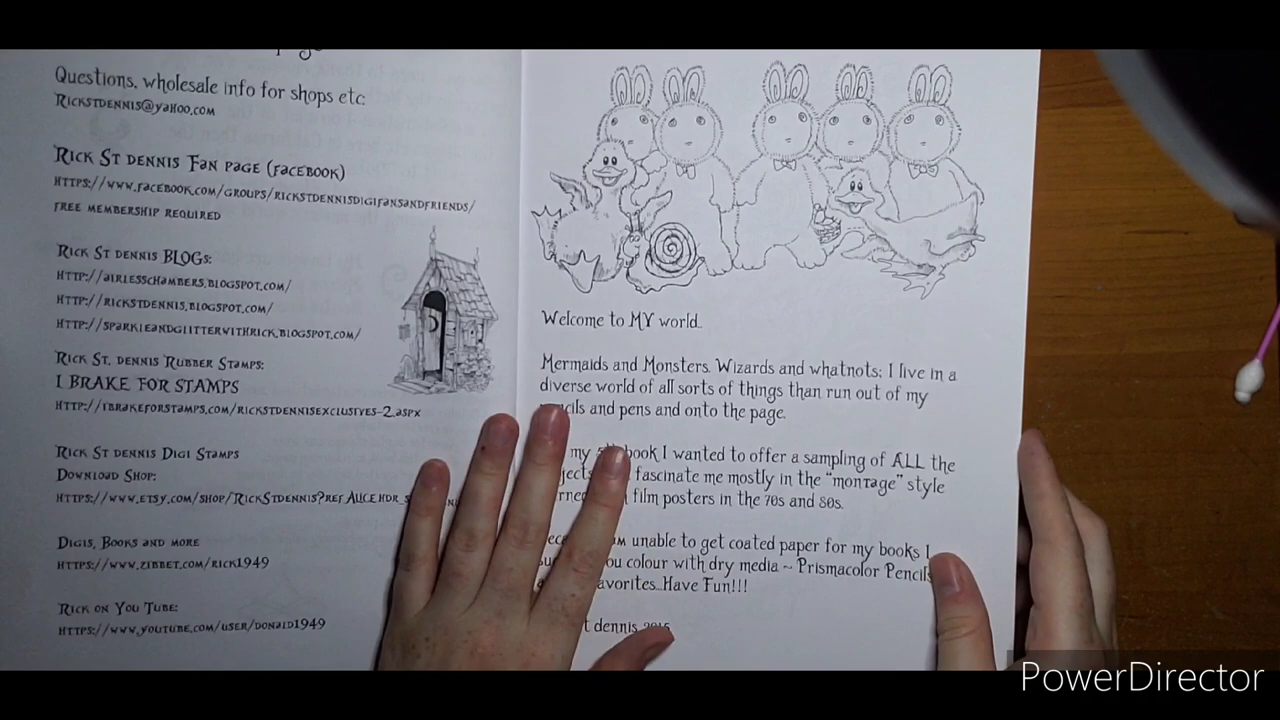 Questions, wholesale info for shops etc.
Rickstdennis@yahoo.com
Rick St dennis Fan page (facebook)
https://www.facebook.com/groups/rickstdennisdigifansandfriends/
free membership required
Rick St dennis BLOGs:
http://airlesschambers.blogspot.com/
http://rickstdennis.blogspot.com/
http://sparkleandglitterwithrick.blogspot.com/
Rick St. dennis Rubber Stamps:
I BRAKE FOR STAMPS
http://ibrakeforstamps.com/rickstdennisexclusives-2.aspx
Rick St dennis Digi Stamps
Download Shop:
https://www.etsy.com/shop/RickStdennis?ref
Digis, Books and more
https://www.zibbet.com/rick1949
Rick on You Tube:
https://www.youtube.com/user/donald1949
Welcome to MY world..
Mermaids and Monsters. Wizards and whatnots: I live in a
diverse world of all sorts of things than run out of my
and pens and onto the page.
my book I wanted to offer a sampling of ALL the
fascinate me mostly in the "montage" style
film posters in the 70s and 80s.
unable to get coated paper for my books I
colour with dry media ~ Prismacolor Pencils
Have Fun!!!
dennis
PowerDirector